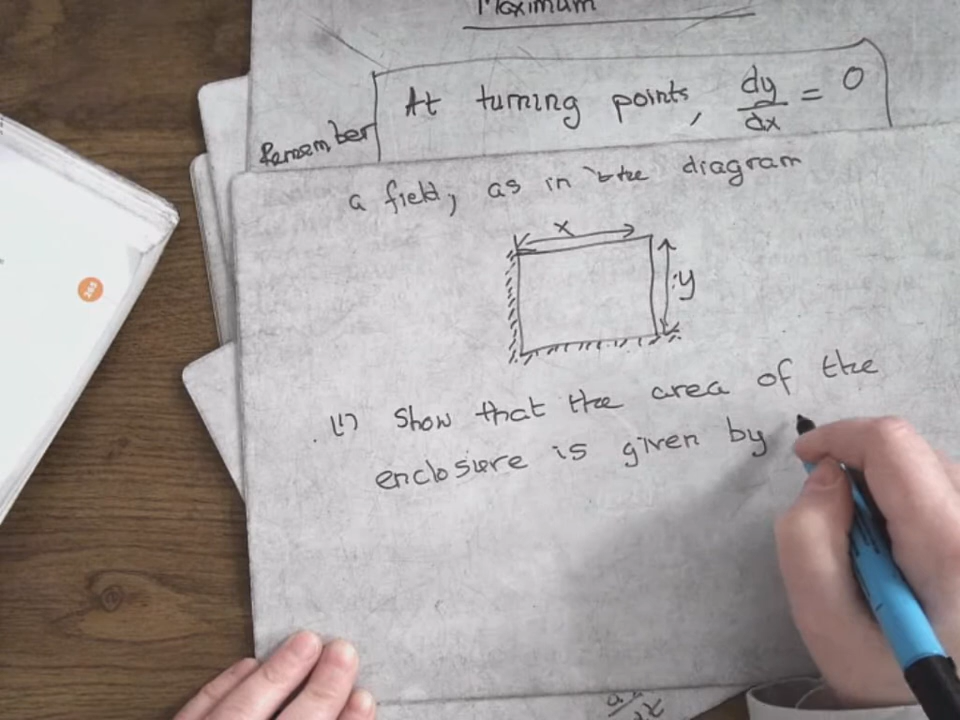 Maximum
At turning points, dy/dx = 0
Remember
a field, as in the diagram
x
y
(i) Show that the area of the
enclosure is given by